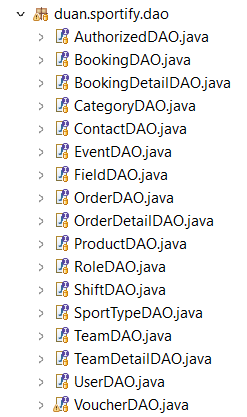 duan.sportify.dao
AuthorizedDAO.java
BookingDAO.java
BookingDetailDAO.java
CategoryDAO.java
ContactDAO.java
EventDAO.java
FieldDAO.java
OrderDAO.java
OrderDetailDAO.java
ProductDAO.java
RoleDAO.java
ShiftDAO.java
SportTypeDAO.java
TeamDAO.java
TeamDetailDAO.java
UserDAO.java
VoucherDAO.java